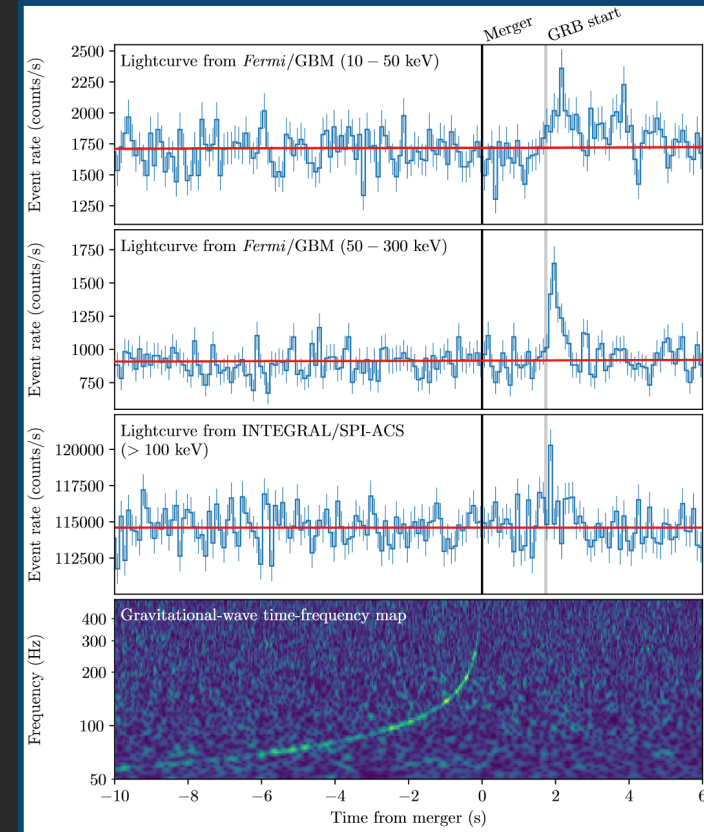 Merger GRB start
Lightcurve from Fermi/GBM (10 – 50 keV)
Event rate (counts/s)
2500
2250
2000
1750
1500
1250
Lightcurve from Fermi/GBM (50 – 300 keV)
Event rate (counts/s)
1750
1500
1250
1000
750
Lightcurve from INTEGRAL/SPI-ACS
(> 100 keV)
Event rate (counts/s)
120000
117500
115000
112500
Gravitational-wave time-frequency map
Frequency (Hz)
400
300
200
100
50
−10 −8 −6 −4 −2 0 2 4 6
Time from merger (s)